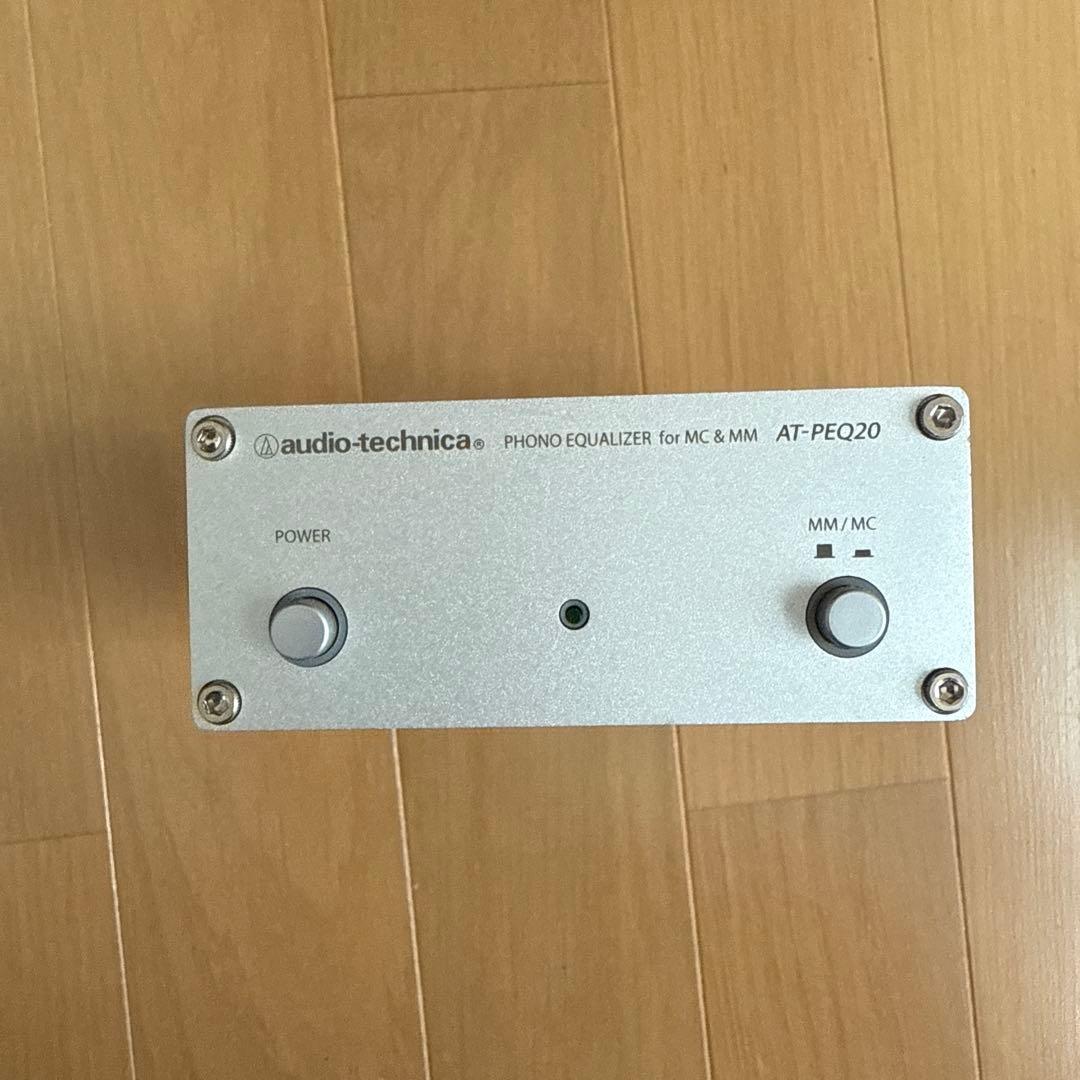 audio-technica® PHONO EQUALIZER for MC & MM AT-PEQ20
POWER
MM / MC